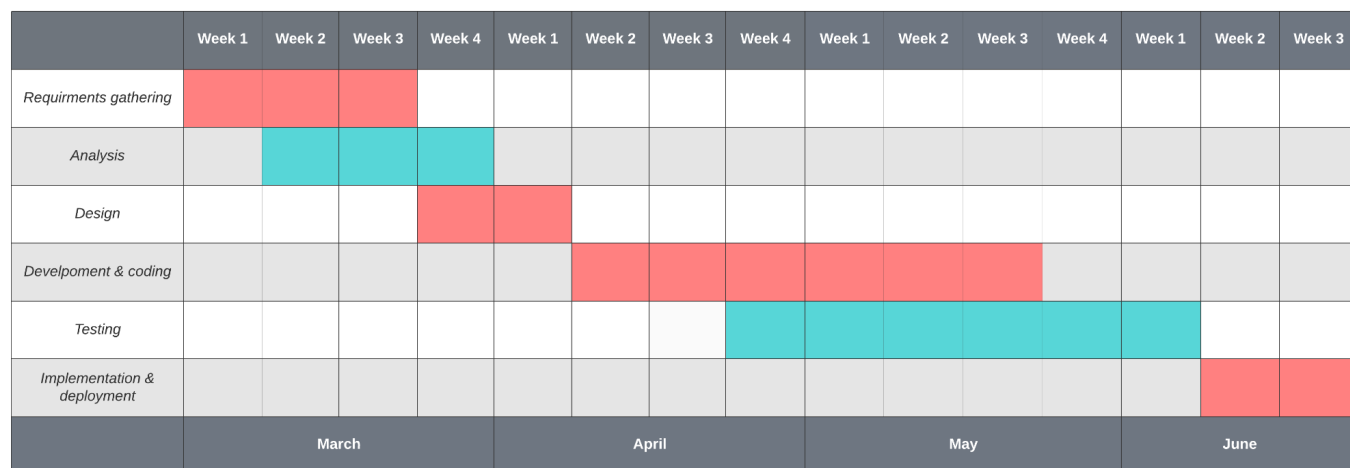 Week 1 Week 2 Week 3 Week 4 Week 1 Week 2 Week 3 Week 4 Week 1 Week 2 Week 3 Week 4 Week 1 Week 2 Week 3
Requirments gathering
Analysis
Design
Develpoment & coding
Testing
Implementation &
deployment
March April May June